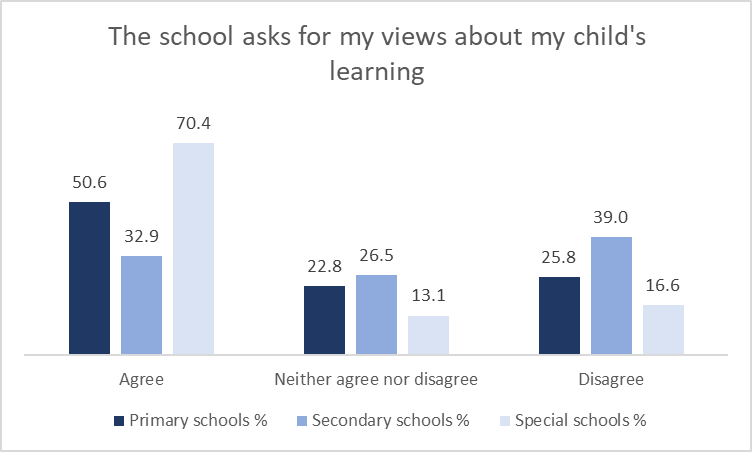 The school asks for my views about my child's
learning
70.4
50.6
32.9
22.8
26.5
13.1
25.8
39.0
16.6
Agree
Neither agree nor disagree
Disagree
Primary schools %
Secondary schools %
Special schools %